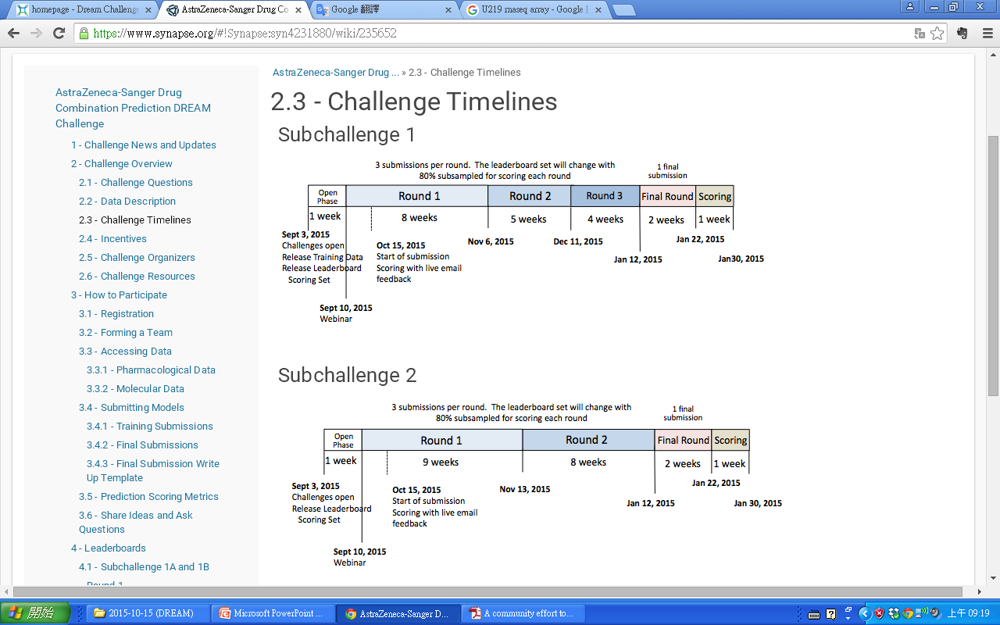 homepage - Dream Challenge
AstraZeneca-Sanger Drug Co
Google 翻譯
U219 rnaseq array - Google
https://www.synapse.org/#!Synapse:syn4231880/wiki/235652
AstraZeneca-Sanger Drug
Combination Prediction DREAM
Challenge
1 - Challenge News and Updates
2 - Challenge Overview
2.1 - Challenge Questions
2.2 - Data Description
2.3 - Challenge Timelines
2.4 - Incentives
2.5 - Challenge Organizers
2.6 - Challenge Resources
3 - How to Participate
3.1 - Registration
3.2 - Forming a Team
3.3 - Accessing Data
3.3.1 - Pharmacological Data
3.3.2 - Molecular Data
3.4 - Submitting Models
3.4.1 - Training Submissions
3.4.2 - Final Submissions
3.4.3 - Final Submission Write
Up Template
3.5 - Prediction Scoring Metrics
3.6 - Share Ideas and Ask
Questions
4 - Leaderboards
4.1 - Subchallenge 1A and 1B
Round 1
AstraZeneca-Sanger Drug ... » 2.3 - Challenge Timelines
2.3 - Challenge Timelines
Subchallenge 1
3 submissions per round. The leaderboard set will change with
80% subsampled for scoring each round
1 final
submission
Open
Phase
Round 1
Round 2
Round 3
Final Round
Scoring
1 week
8 weeks
5 weeks
4 weeks
2 weeks
1 week
Sept 3, 2015
Challenges open
Release Training Data
Release Leaderboard
Scoring Set
Oct 15, 2015
Start of submission
Scoring with live email
feedback
Nov 6, 2015
Dec 11, 2015
Jan 12, 2015
Jan 22, 2015
Jan30, 2015
Sept 10, 2015
Webinar
Subchallenge 2
3 submissions per round. The leaderboard set will change with
80% subsampled for scoring each round
1 final
submission
Open
Phase
Round 1
Round 2
Final Round
Scoring
1 week
9 weeks
8 weeks
2 weeks
1 week
Sept 3, 2015
Challenges open
Release Leaderboard
Scoring Set
Oct 15, 2015
Start of submission
Scoring with live email
feedback
Nov 13, 2015
Jan 12, 2015
Jan 22, 2015
Jan 30, 2015
Sept 10, 2015
Webinar
開始
2015-10-15 (DREAM)
Microsoft PowerPoint ...
AstraZeneca-Sanger D...
A community effort to...
上午 09:19